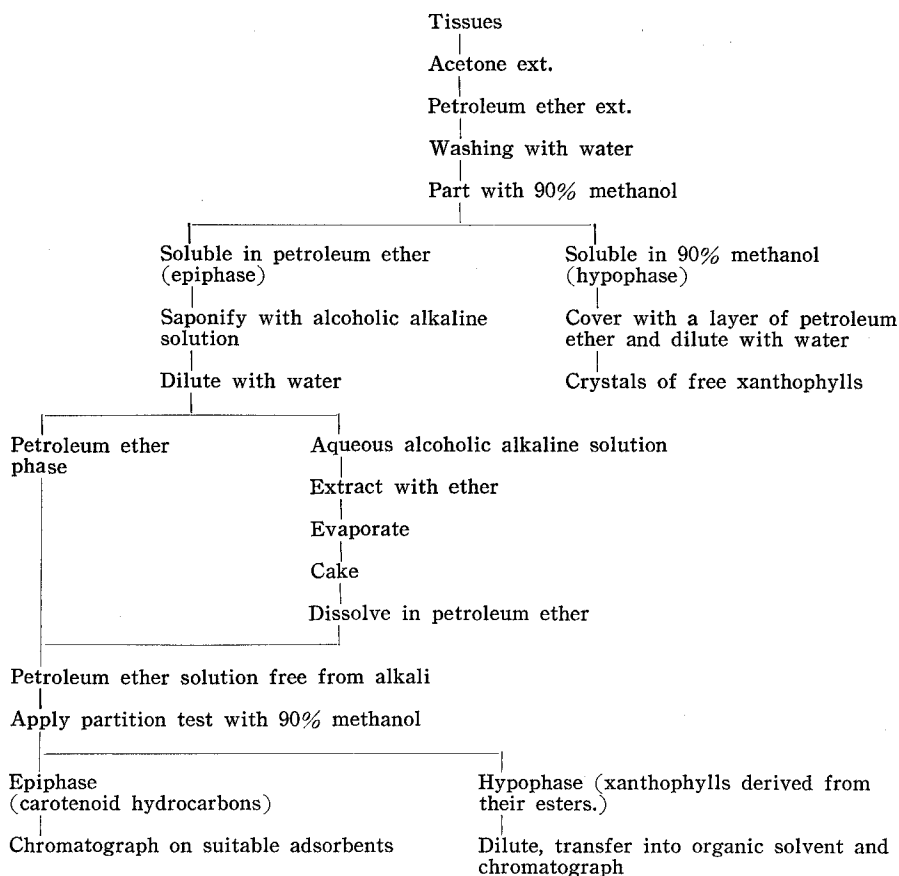 Tissues
Acetone ext.
Petroleum ether ext.
Washing with water
Part with 90% methanol
Soluble in petroleum ether
(epiphase)
Saponify with alcoholic alkaline
solution
Dilute with water
Soluble in 90% methanol
(hypophase)
Cover with a layer of petroleum
ether and dilute with water
Crystals of free xanthophylls
Petroleum ether
phase
Aqueous alcoholic alkaline solution
Extract with ether
Evaporate
Cake
Dissolve in petroleum ether
Petroleum ether solution free from alkali
Apply partition test with 90% methanol
Epiphase
(carotenoid hydrocarbons)
Chromatograph on suitable adsorbents
Hypophase (xanthophylls derived from
their esters.)
Dilute, transfer into organic solvent and
chromatograph